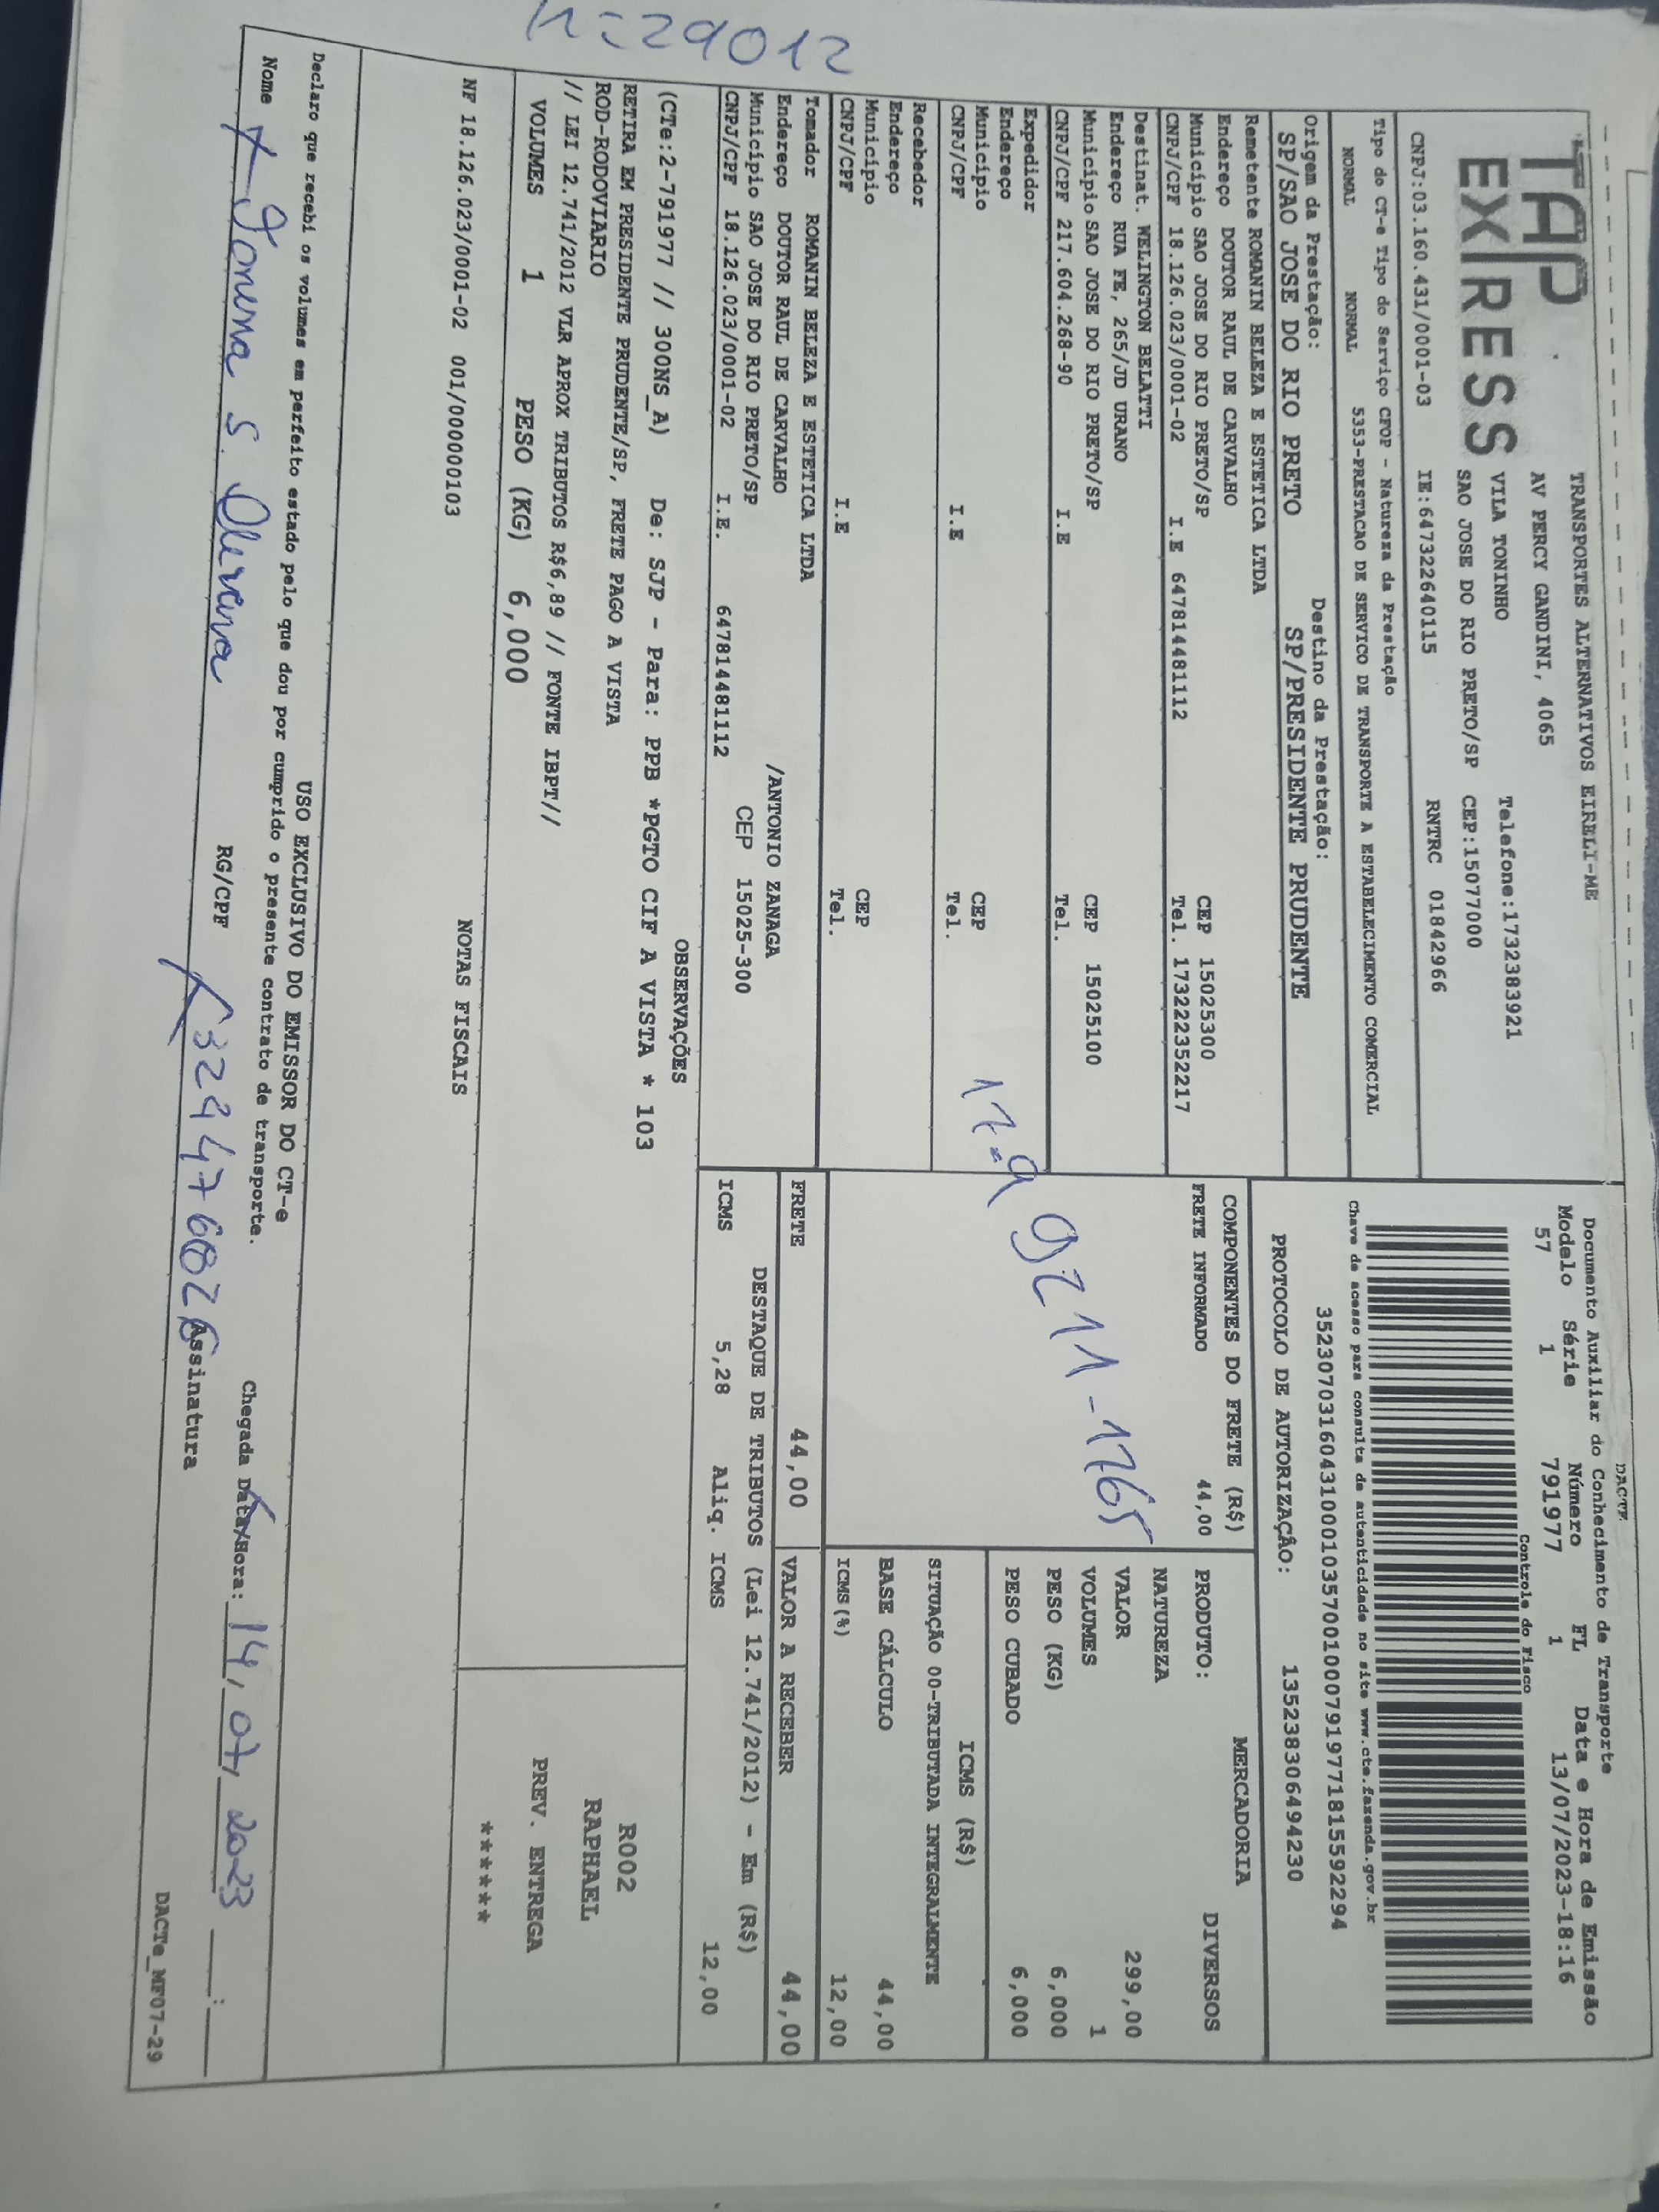 DACTE
TAP
EXPRESS
TRANSPORTES ALTERNATIVOS EIRELI-ME
AV PERCY GANDINI, 4065
VILA TONINHO Telefone:1732383921
SAO JOSE DO RIO PRETO/SP CEP:15077000
CNPJ:03.160.431/0001-03 IE:647322640115 RNTRC 01842966
Documento Auxiliar do Conhecimento de Transporte
Modelo Série Número FL Data e Hora de Emissão
57 1 791977 1 13/07/2023-18:16
Controle do Fisco
Chave de acesso para consulta de autenticidade no site www.cte.fazenda.gov.br
35230703160431000103570010007919771815592294
PROTOCOLO DE AUTORIZAÇÃO: 135238306494230
Tipo do CT-e Tipo do Serviço CFOP - Natureza da Prestação
NORMAL NORMAL 5353-PRESTACAO DE SERVICO DE TRANSPORTE A ESTABELECIMENTO COMERCIAL
Origem da Prestação: Destino da Prestação:
SP/SAO JOSE DO RIO PRETO SP/PRESIDENTE PRUDENTE
Remetente ROMANIN BELEZA E ESTETICA LTDA
Endereço DOUTOR RAUL DE CARVALHO
Município SAO JOSE DO RIO PRETO/SP CEP 15025300
CNPJ/CPF 18.126.023/0001-02 I.E 647814481112 Tel. 1732222352217
Destinat. WELINGTON BELATTI
Endereço RUA FE, 265/JD URANO
Município SAO JOSE DO RIO PRETO/SP CEP 15025100
CNPJ/CPF 217.604.268-90 I.E Tel.
Expedidor
Endereço
Município CEP
CNPJ/CPF I.E Tel.
Recebedor
Endereço
Município CEP
CNPJ/CPF I.E Tel.
Tomador ROMANIN BELEZA E ESTETICA LTDA
Endereço DOUTOR RAUL DE CARVALHO /ANTONIO ZANAGA
Município SAO JOSE DO RIO PRETO/SP CEP 15025-300
CNPJ/CPF 18.126.023/0001-02 I.E. 647814481112
COMPONENTES DO FRETE (R$)
FRETE INFORMADO 44,00
17-99211-1765
MERCADORIA
PRODUTO: DIVERSOS
NATUREZA
VALOR 299,00
VOLUMES 1
PESO (KG) 6,000
PESO CUBADO 6,000
ICMS (R$)
SITUAÇÃO 00-TRIBUTADA INTEGRALMENTE
BASE CÁLCULO 44,00
ICMS(%) 12,00
FRETE 44,00 VALOR A RECEBER 44,00
DESTAQUE DE TRIBUTOS (Lei 12.741/2012) - Em (R$)
ICMS 5,28 Aliq. ICMS 12,00
OBSERVAÇÕES
(CTe:2-791977 // 300NS_A) De: SJP - Para: PPB *PGTO CIF A VISTA * 103
RETIRA EM PRESIDENTE PRUDENTE/SP, FRETE PAGO A VISTA
ROD-RODOVIARIO
// LEI 12.741/2012 VLR APROX TRIBUTOS R$6,89 // FONTE IBPT//
VOLUMES 1 PESO (KG) 6,000
R002
RAPHAEL
PREV. ENTREGA
******
NOTAS FISCAIS
NF 18.126.023/0001-02 001/000000103
USO EXCLUSIVO DO EMISSOR DO CT-e
Declaro que recebi os volumes em perfeito estado pelo que dou por cumprido o presente contrato de transporte.
Chegada Data/Hora: 14/07/2023 :
Nome RG/CPF Assinatura
S. Oliveira
DACTe_MF07-29